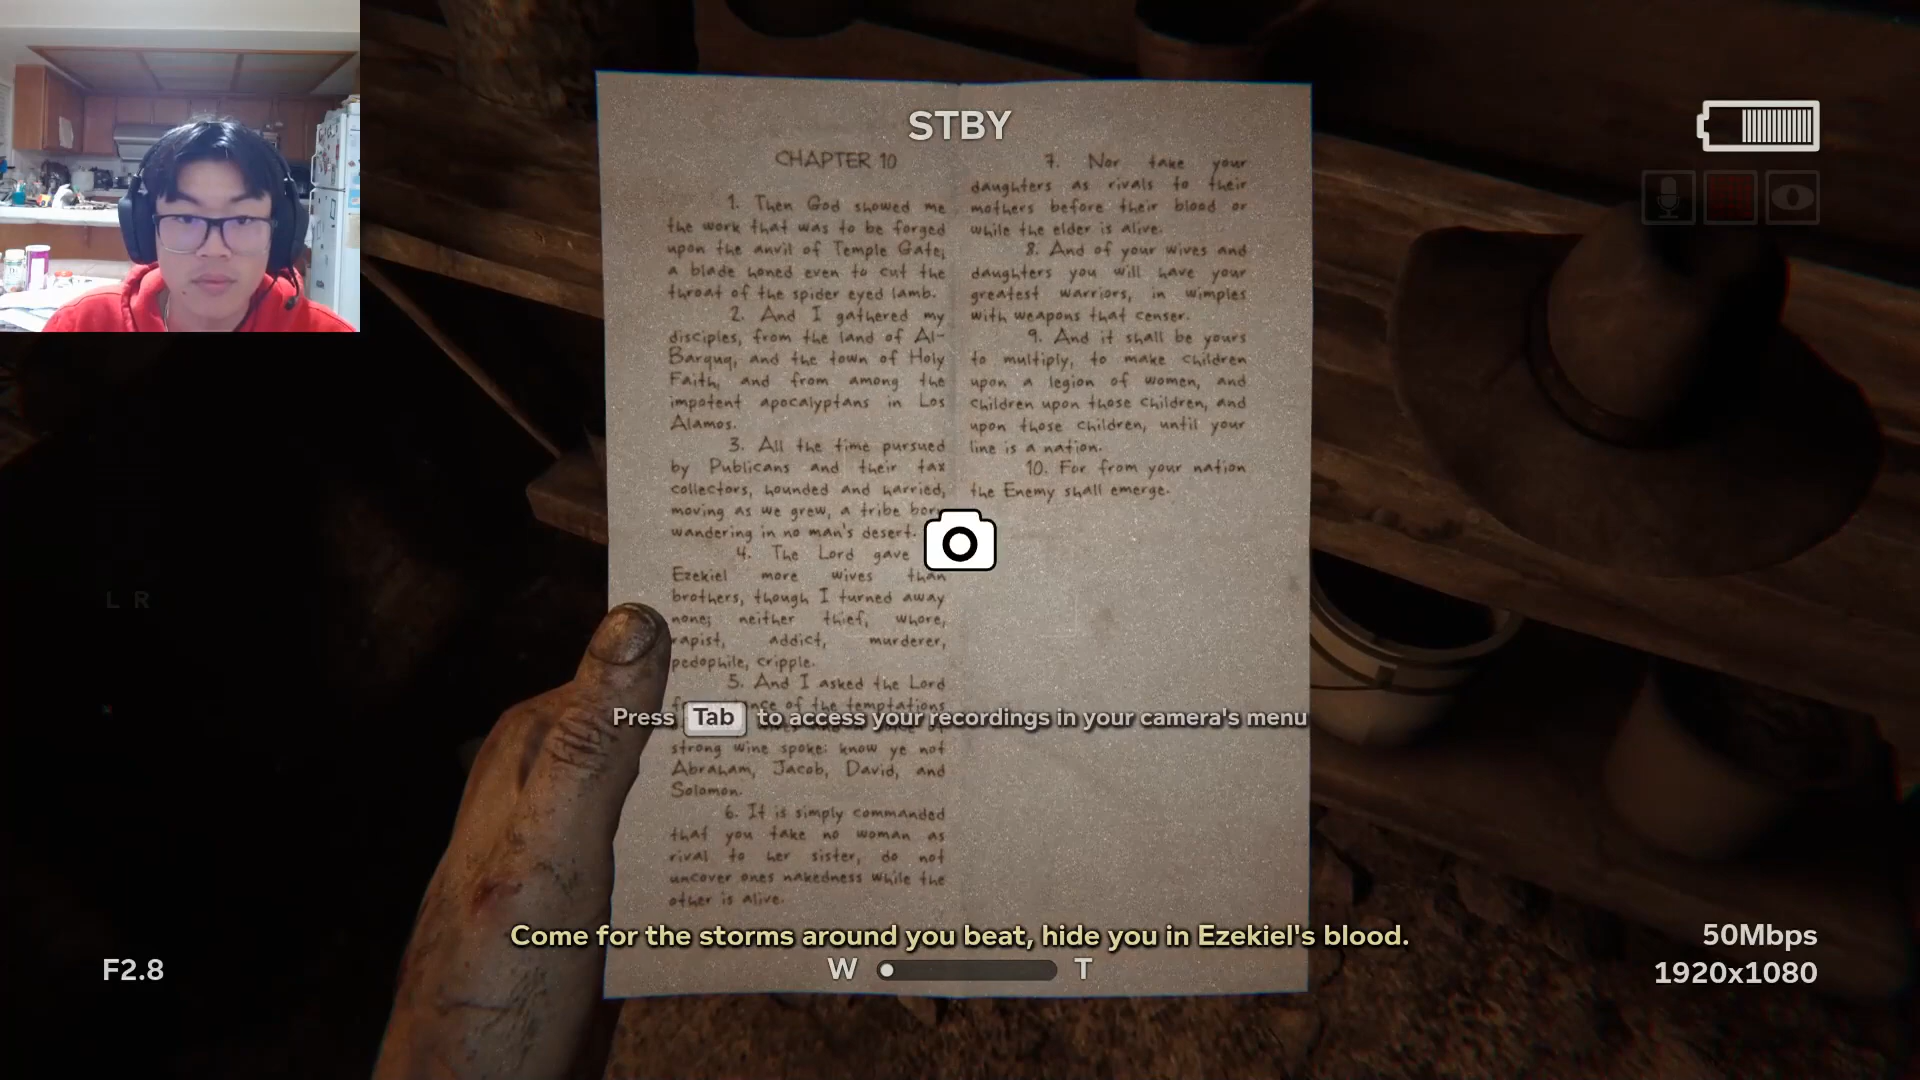 STBY
CHAPTER 10
1. Then God showed me
the work that was to be forged
upon the anvil of Temple Gate;
a blade honed even to cut the
throat of the spider eyed lamb.
2. And I gathered my
disciples, from the land of Al-
Barquq, and the town of Holy
Faith, and from among the
impotent apocalyptans in Los
Alamos.
3. All the time pursued
by Publicans and their tax
collectors, hounded and harried,
moving as we grew, a tribe born
wandering in no man's desert.
4. The Lord gave
Ezekiel more wives than
brothers, though I turned away
none; neither thief, whore,
rapist, addict, murderer,
pedophile, cripple.
5. And I asked the Lord
of the temptations
strong wine spoke: know ye not
Abraham, Jacob, David, and
Solomon.
6. It is simply commanded
that you take no woman as
rival to her sister, do not
uncover ones nakedness while the
other is alive.
7. Nor take your
daughters as rivals to their
mothers before their blood or
while the elder is alive.
8. And of your wives and
daughters you will have your
greatest warriors, in wimples
with weapons that censer.
9. And it shall be yours
to multiply, to make children
upon a legion of women, and
children upon those children, and
upon those children, until your
line is a nation.
10. For from your nation
the Enemy shall emerge.
L R
Press Tab to access your recordings in your camera's menu
Come for the storms around you beat, hide you in Ezekiel's blood.
W T
F2.8
50Mbps
1920x1080